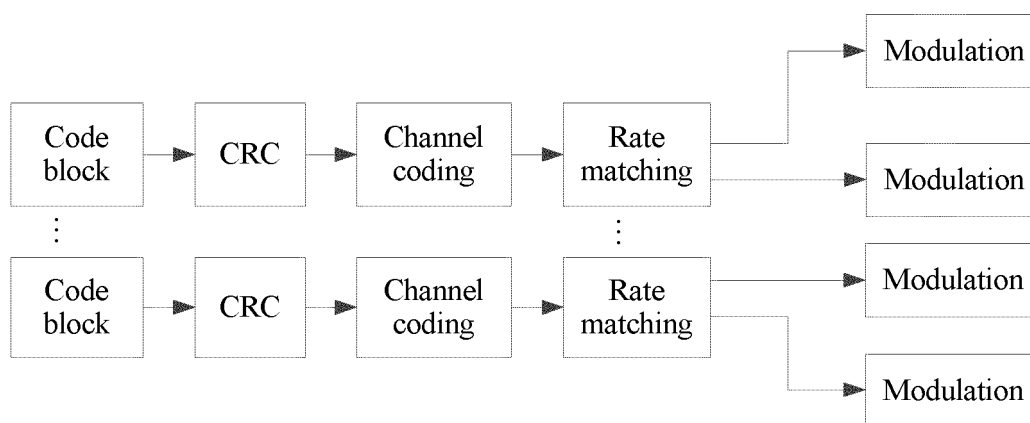 Modulation
Code
block
CRC
Channel
coding
Rate
matching
Modulation
Code
block
CRC
Channel
coding
Rate
matching
Modulation
Modulation